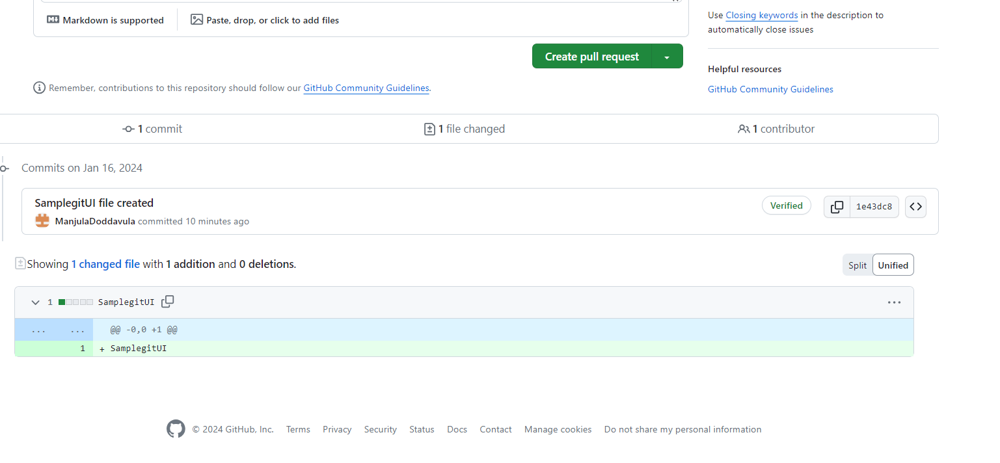 Markdown is supported
Paste, drop, or click to add files
Use Closing keywords in the description to
automatically close issues
Create pull request
Helpful resources
GitHub Community Guidelines
Remember, contributions to this repository should follow our GitHub Community Guidelines.
1 commit
1 file changed
1 contributor
Commits on Jan 16, 2024
SamplegitUI file created
ManjulaDoddavula committed 10 minutes ago
Verified
1e43dc8
Showing 1 changed file with 1 addition and 0 deletions.
Split
Unified
1 SamplegitUI
... ... @@ -0,0 +1 @@
1 + SamplegitUI
© 2024 GitHub, Inc. Terms Privacy Security Status Docs Contact Manage cookies Do not share my personal information